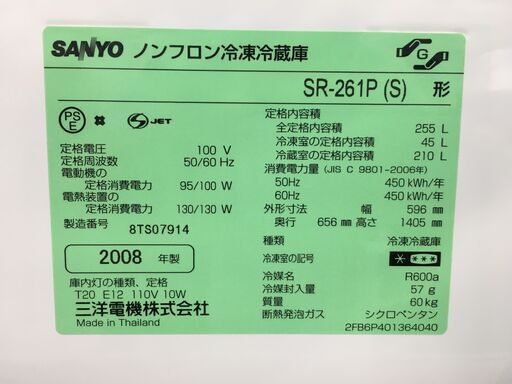 SANYO ノンフロン冷凍冷蔵庫
G
SR-261P (S) 形
PS
E
JET
定格電圧 100 V
定格周波数 50/60 Hz
電動機の
定格消費電力 95/100 W
電熱装置の
定格消費電力 130/130 W
製造番号 8TS07914
2008 年製
庫内灯の種類、定格
T20 E12 110V 10W
三洋電機株式会社
Made in Thailand
定格内容積
全定格内容積 255 L
冷凍室の定格内容積 45 L
冷蔵室の定格内容積 210 L
消費電力量 (JIS C 9801-2006年)
50Hz 450 kWh/年
60Hz 450 kWh/年
外形寸法 幅 596 mm
奥行 656 mm 高さ 1405 mm
種類 冷凍冷蔵庫
冷凍室の記号 * ***
冷媒名 R600a
冷媒封入量 57 g
質量 60 kg
断熱発泡ガス シクロペンタン
2FB6P401364040